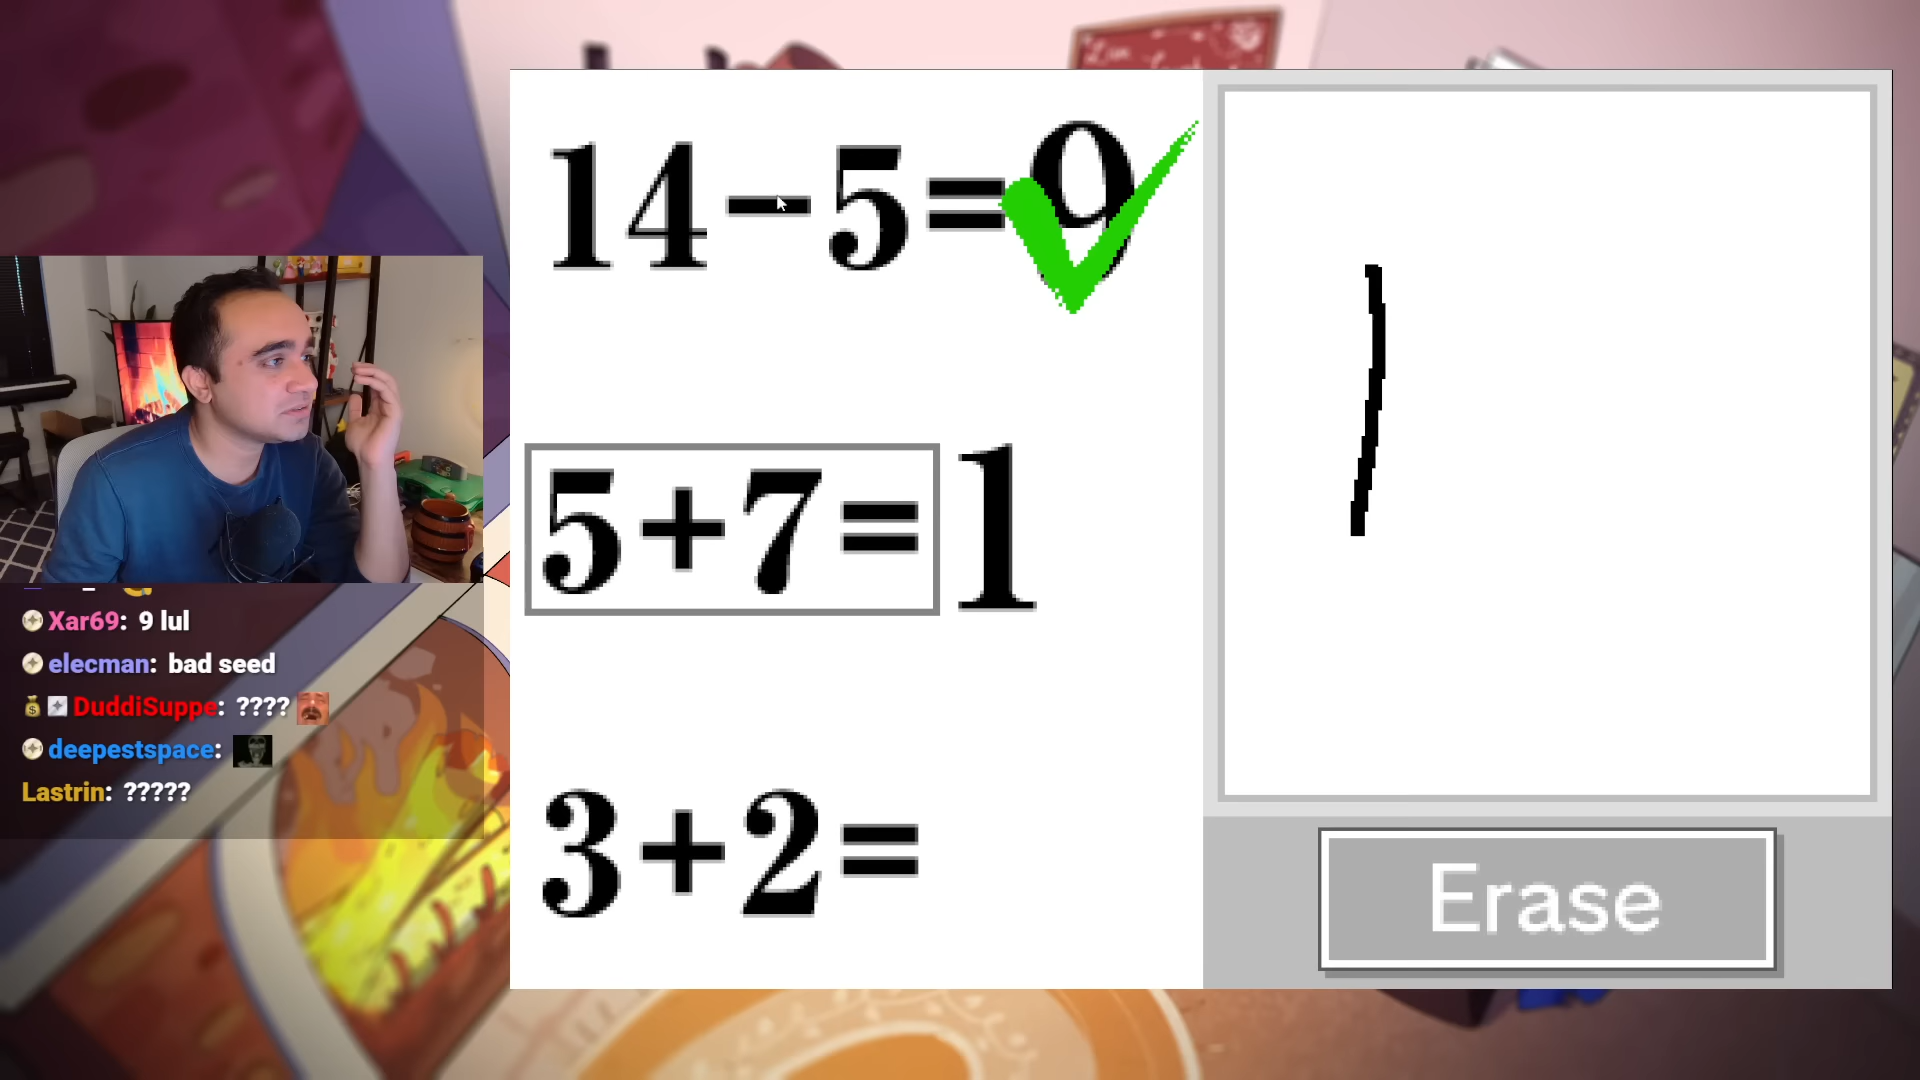 14-5=9
5+7=1
3+2=
Erase
Xar69: 9 lul
elecman: bad seed
DuddiSuppe: ????
deepestspace:
Lastrin: ?????